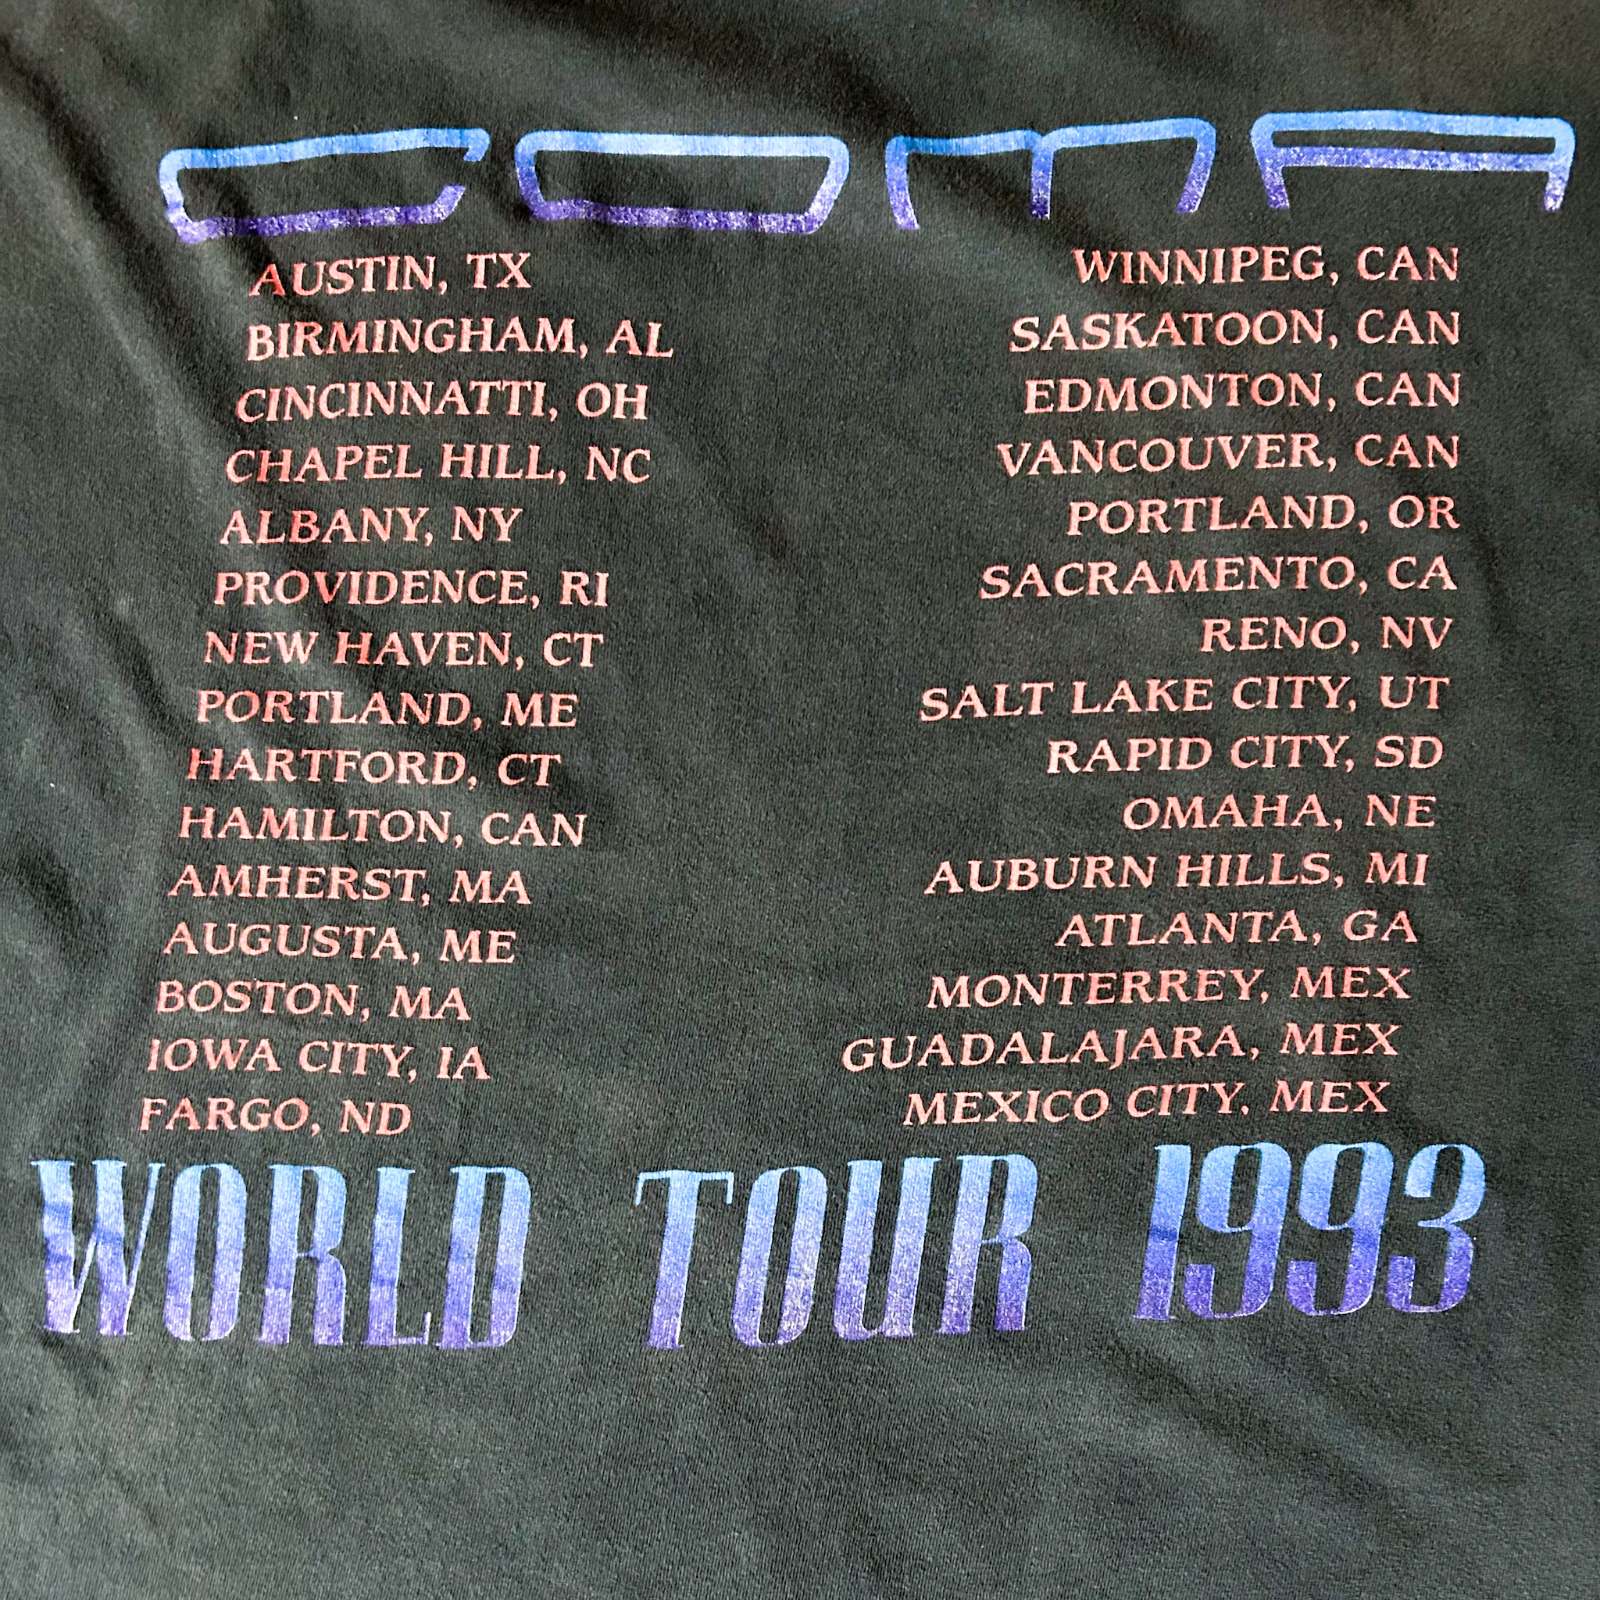 COMA
AUSTIN, TX
BIRMINGHAM, AL
CINCINNATTI, OH
CHAPEL HILL, NC
ALBANY, NY
PROVIDENCE, RI
NEW HAVEN, CT
PORTLAND, ME
HARTFORD, CT
HAMILTON, CAN
AMHERST, MA
AUGUSTA, ME
BOSTON, MA
IOWA CITY, IA
FARGO, ND
WINNIPEG, CAN
SASKATOON, CAN
EDMONTON, CAN
VANCOUVER, CAN
PORTLAND, OR
SACRAMENTO, CA
RENO, NV
SALT LAKE CITY, UT
RAPID CITY, SD
OMAHA, NE
AUBURN HILLS, MI
ATLANTA, GA
MONTERREY, MEX
GUADALAJARA, MEX
MEXICO CITY, MEX
WORLD TOUR 1993